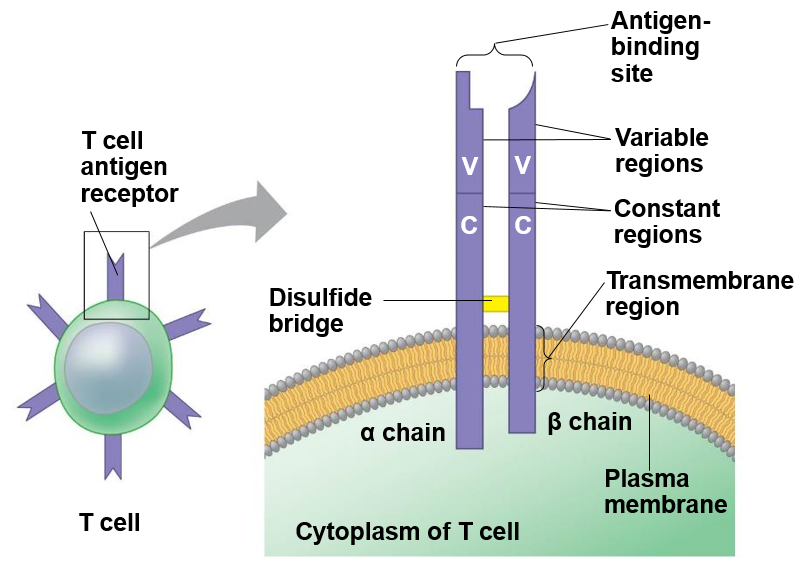 Antigen-
binding
site
T cell
antigen
receptor
Variable
regions
V
V
Constant
regions
C
C
Transmembrane
region
Disulfide
bridge
α chain
β chain
Plasma
membrane
T cell
Cytoplasm of T cell